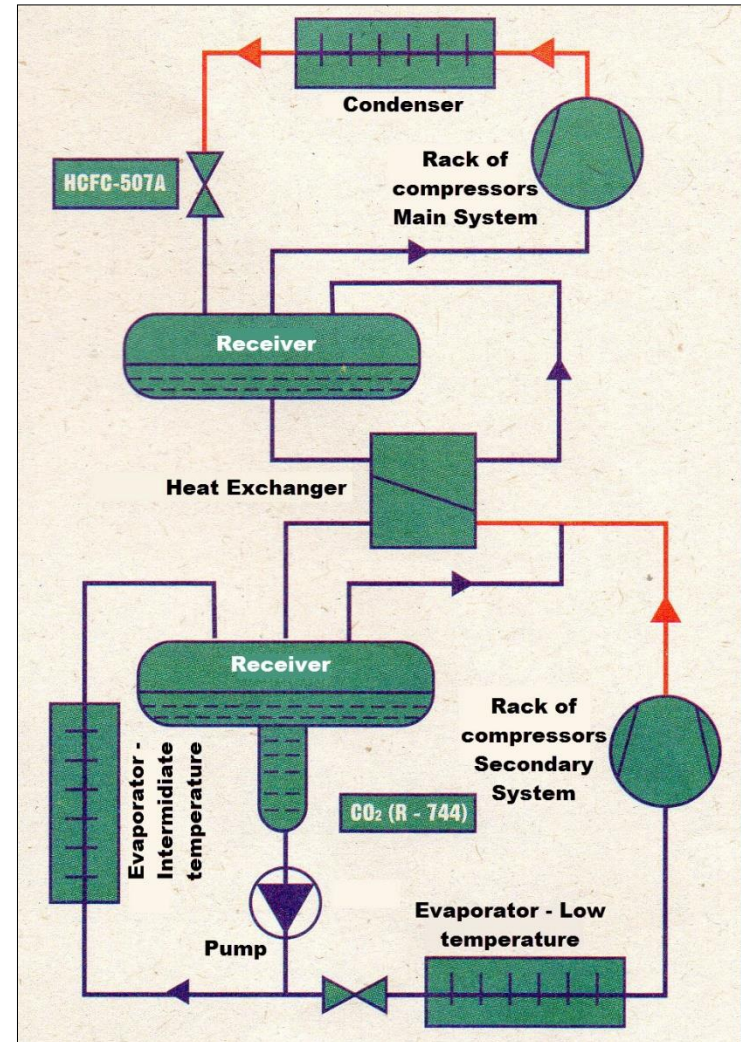 Condenser
Rack of
compressors
Main System
HCFC-507A
Receiver
Heat Exchanger
Receiver
Rack of
compressors
Secondary
System
Evaporator -
Intermidiate
temperature
CO₂ (R - 744)
Evaporator - Low
temperature
Pump